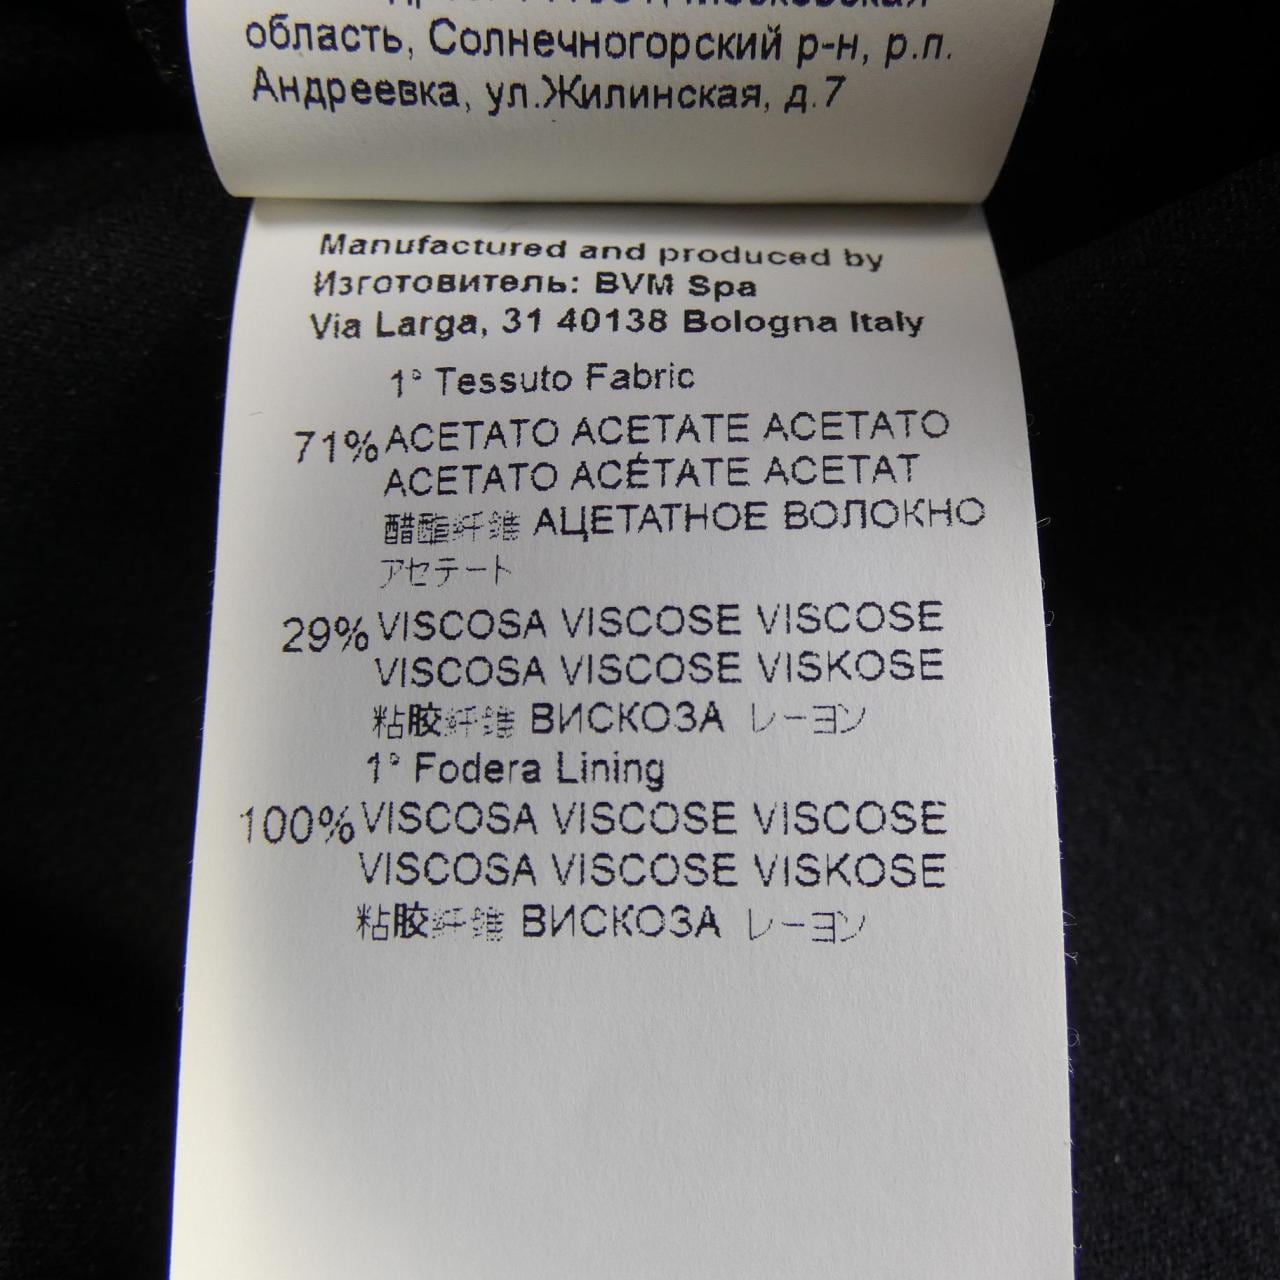 область, Солнечногорский р-н, р.п.
Андреевка, ул.Жилинская, д.7
Manufactured and produced by
Изготовитель: BVM Spa
Via Larga, 31 40138 Bologna Italy
1° Tessuto Fabric
71% ACETATO ACETATE ACETATO
ACETATO ACÉTATE ACETAT
醋酯纤维 АЦЕТАТНОЕ ВОЛОКНО
アセテート
29% VISCOSA VISCOSE VISCOSE
VISCOSA VISCOSE VISKOSE
粘胶纤维 ВИСКОЗА レーヨン
1° Fodera Lining
100% VISCOSA VISCOSE VISCOSE
VISCOSA VISCOSE VISKOSE
粘胶纤维 ВИСКОЗА レーヨン